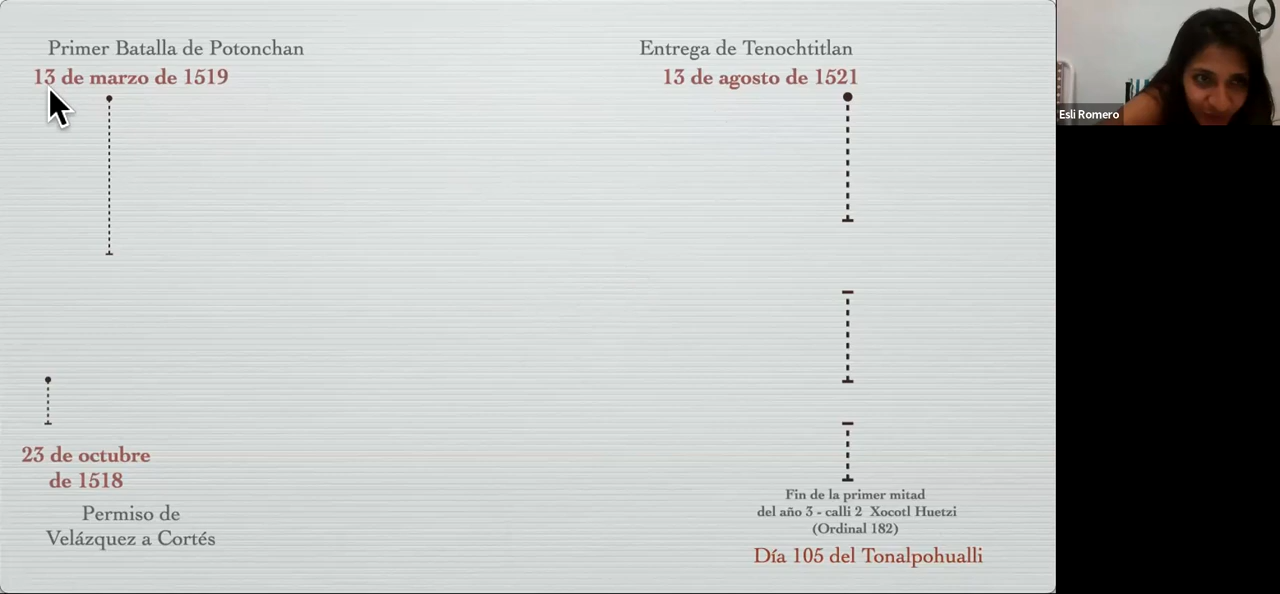 Primer Batalla de Potonchan
13 de marzo de 1519
Entrega de Tenochtitlan
13 de agosto de 1521
Esli Romero
23 de octubre
de 1518
Permiso de
Velázquez a Cortés
Fin de la primer mitad
del año 3 - calli 2 Xocotl Huetzi
(Ordinal 182)
Día 105 del Tonalpohualli